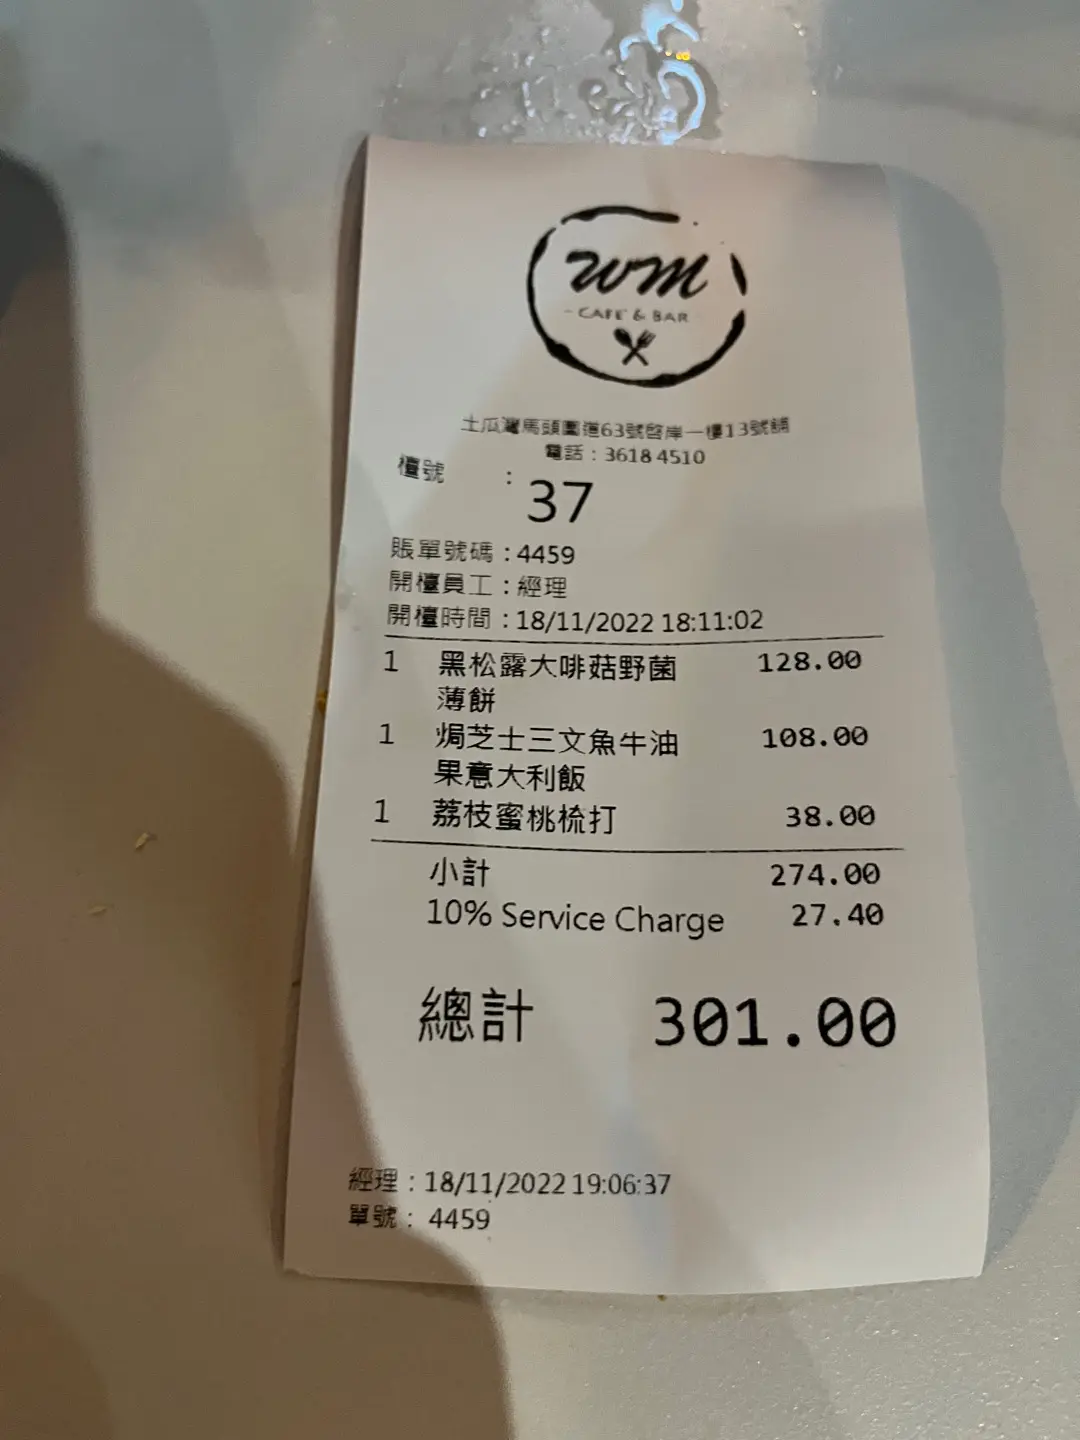 wm
- CAFE & BAR
土瓜灣馬頭圍道63號啓岸一樓13號舖
電話：3618 4510
檯號 :
37
賬單號碼 : 4459
開檯員工 : 經理
開檯時間 : 18/11/2022 18:11:02
1 黑松露大啡菇野菌 128.00
薄餅
1 焗芝士三文魚牛油 108.00
果意大利飯
1 荔枝蜜桃梳打 38.00
小計 274.00
10% Service Charge 27.40
總計 301.00
經理 : 18/11/2022 19:06:37
單號 : 4459